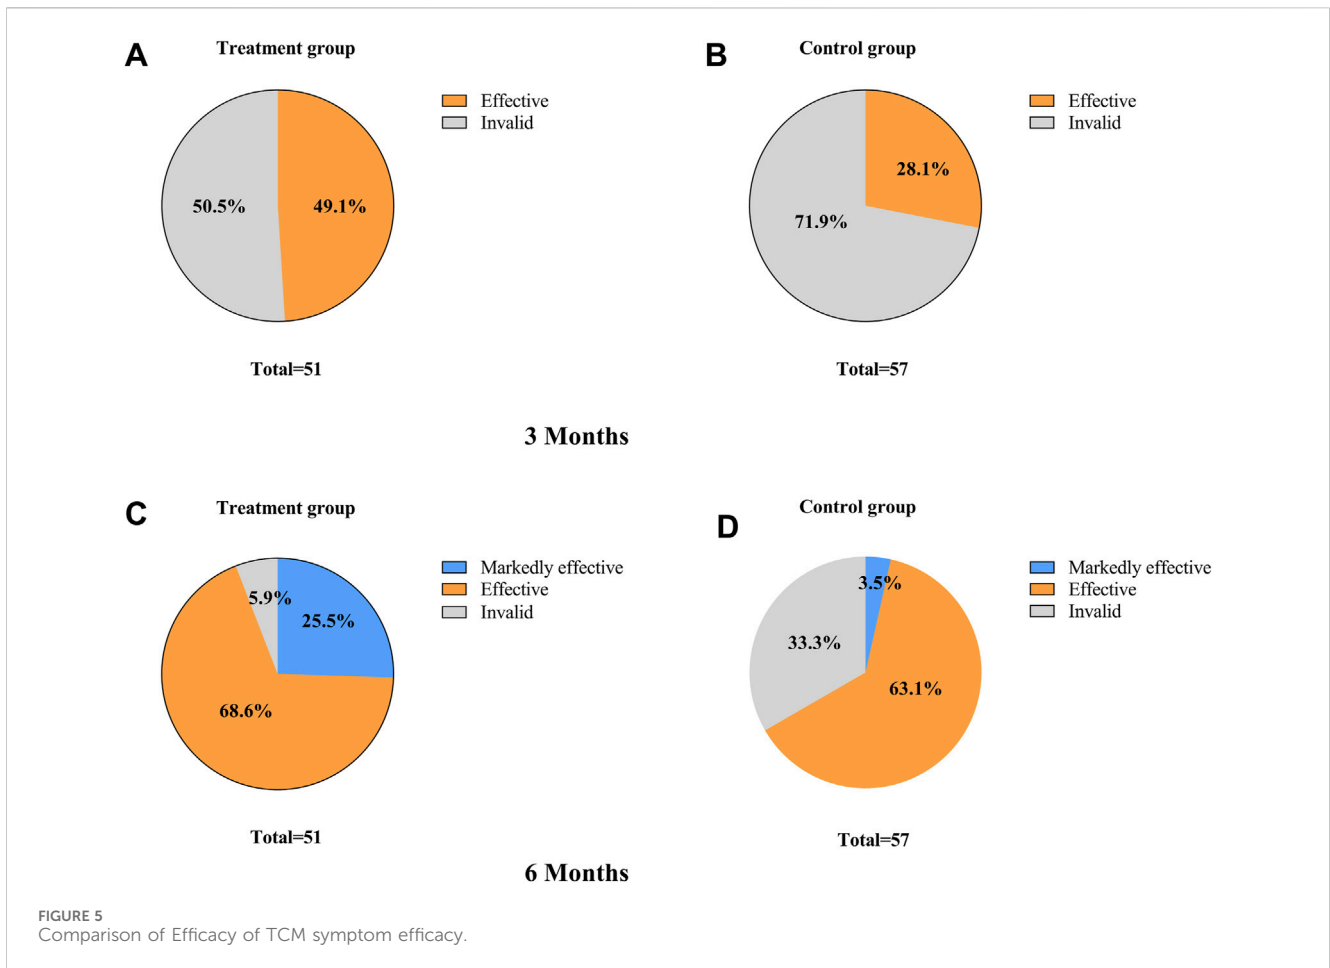 A
Treatment group
Effective
Invalid
50.5%
49.1%
Total=51
B
Control group
Effective
Invalid
28.1%
71.9%
Total=57
3 Months
C
Treatment group
Markedly effective
Effective
Invalid
5.9%
25.5%
68.6%
Total=51
D
Control group
Markedly effective
Effective
Invalid
3.5%
33.3%
63.1%
Total=57
6 Months
FIGURE 5
Comparison of Efficacy of TCM symptom efficacy.